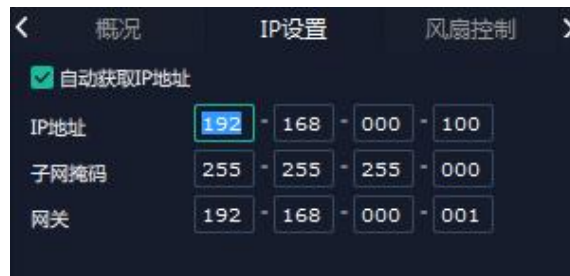 概况 IP设置 风扇控制
自动获取IP地址
IP地址 192 - 168 - 000 - 100
子网掩码 255 - 255 - 255 - 000
网关 192 - 168 - 000 - 001